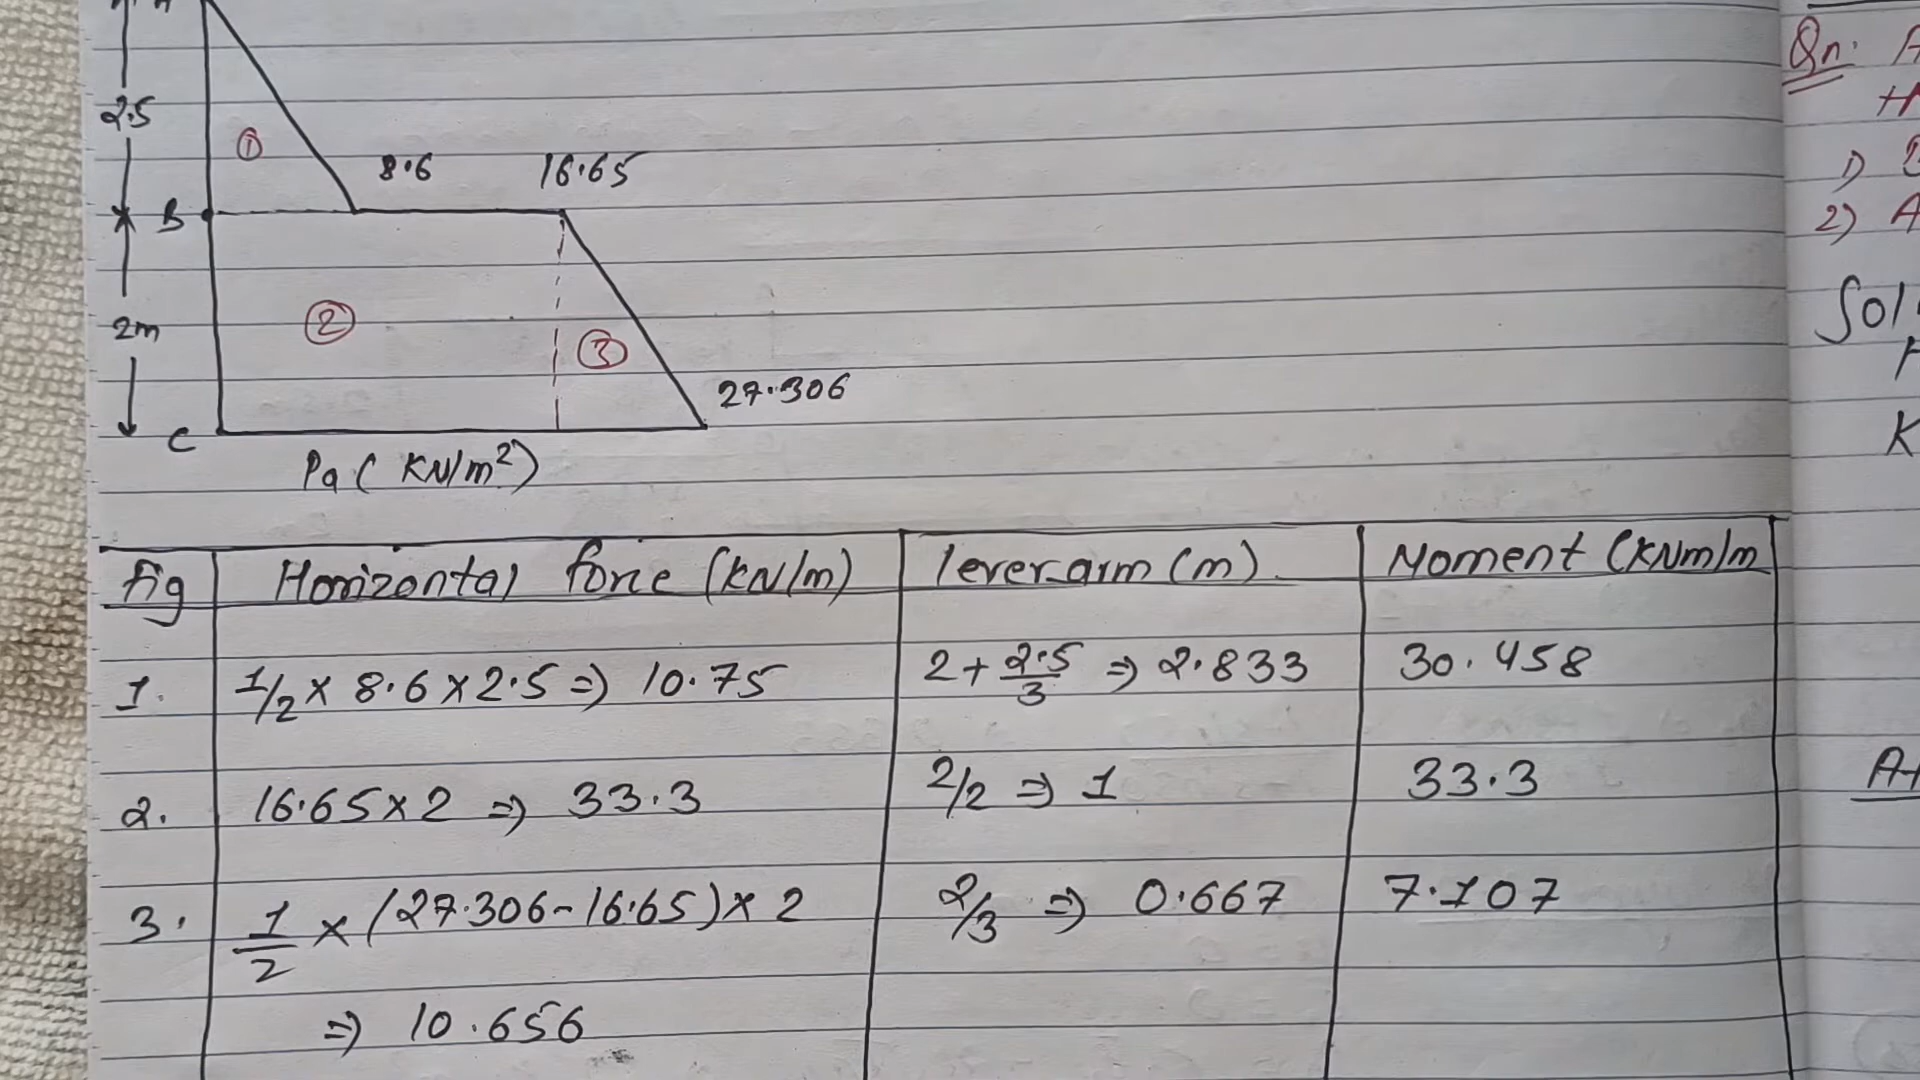 A
2.5
①
8.6 16.65
B
2m
②
③
27.306
C
Pa ( KN/m²)
Fig Horizontal force (kN/m) lever arm (m) Moment (KNm/m
1. 1/2 × 8.6 × 2.5 ⇒ 10.75 2 + 2.5/3 ⇒ 2.833 30.458
2. 16.65 × 2 ⇒ 33.3 2/2 ⇒ 1 33.3
3. 1/2 × (27.306 - 16.65) × 2 2/3 ⇒ 0.667 7.107
⇒ 10.656
Qn: A
1)
2) A
Sol
K